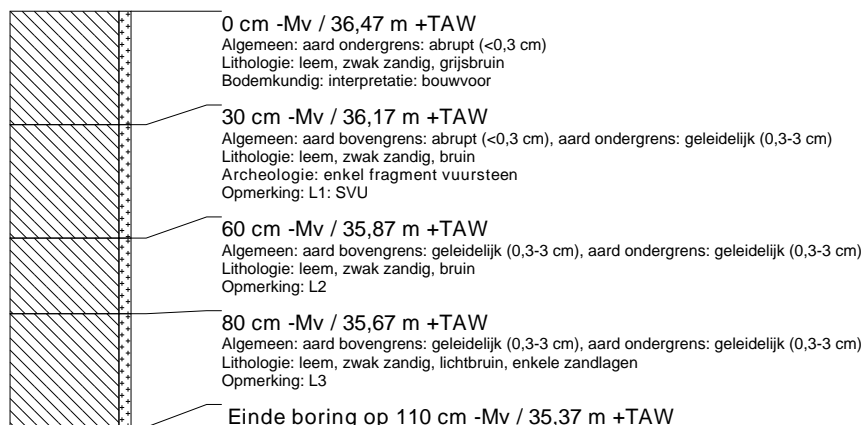 0 cm -Mv / 36,47 m +TAW
Algemeen: aard ondergrens: abrupt (<0,3 cm)
Lithologie: leem, zwak zandig, grijsbruin
Bodemkundig: interpretatie: bouwvoor
30 cm -Mv / 36,17 m +TAW
Algemeen: aard bovengrens: abrupt (<0,3 cm), aard ondergrens: geleidelijk (0,3-3 cm)
Lithologie: leem, zwak zandig, bruin
Archeologie: enkel fragment vuursteen
Opmerking: L1: SVU
60 cm -Mv / 35,87 m +TAW
Algemeen: aard bovengrens: geleidelijk (0,3-3 cm), aard ondergrens: geleidelijk (0,3-3 cm)
Lithologie: leem, zwak zandig, bruin
Opmerking: L2
80 cm -Mv / 35,67 m +TAW
Algemeen: aard bovengrens: geleidelijk (0,3-3 cm), aard ondergrens: geleidelijk (0,3-3 cm)
Lithologie: leem, zwak zandig, lichtbruin, enkele zandlagen
Opmerking: L3
Einde boring op 110 cm -Mv / 35,37 m +TAW